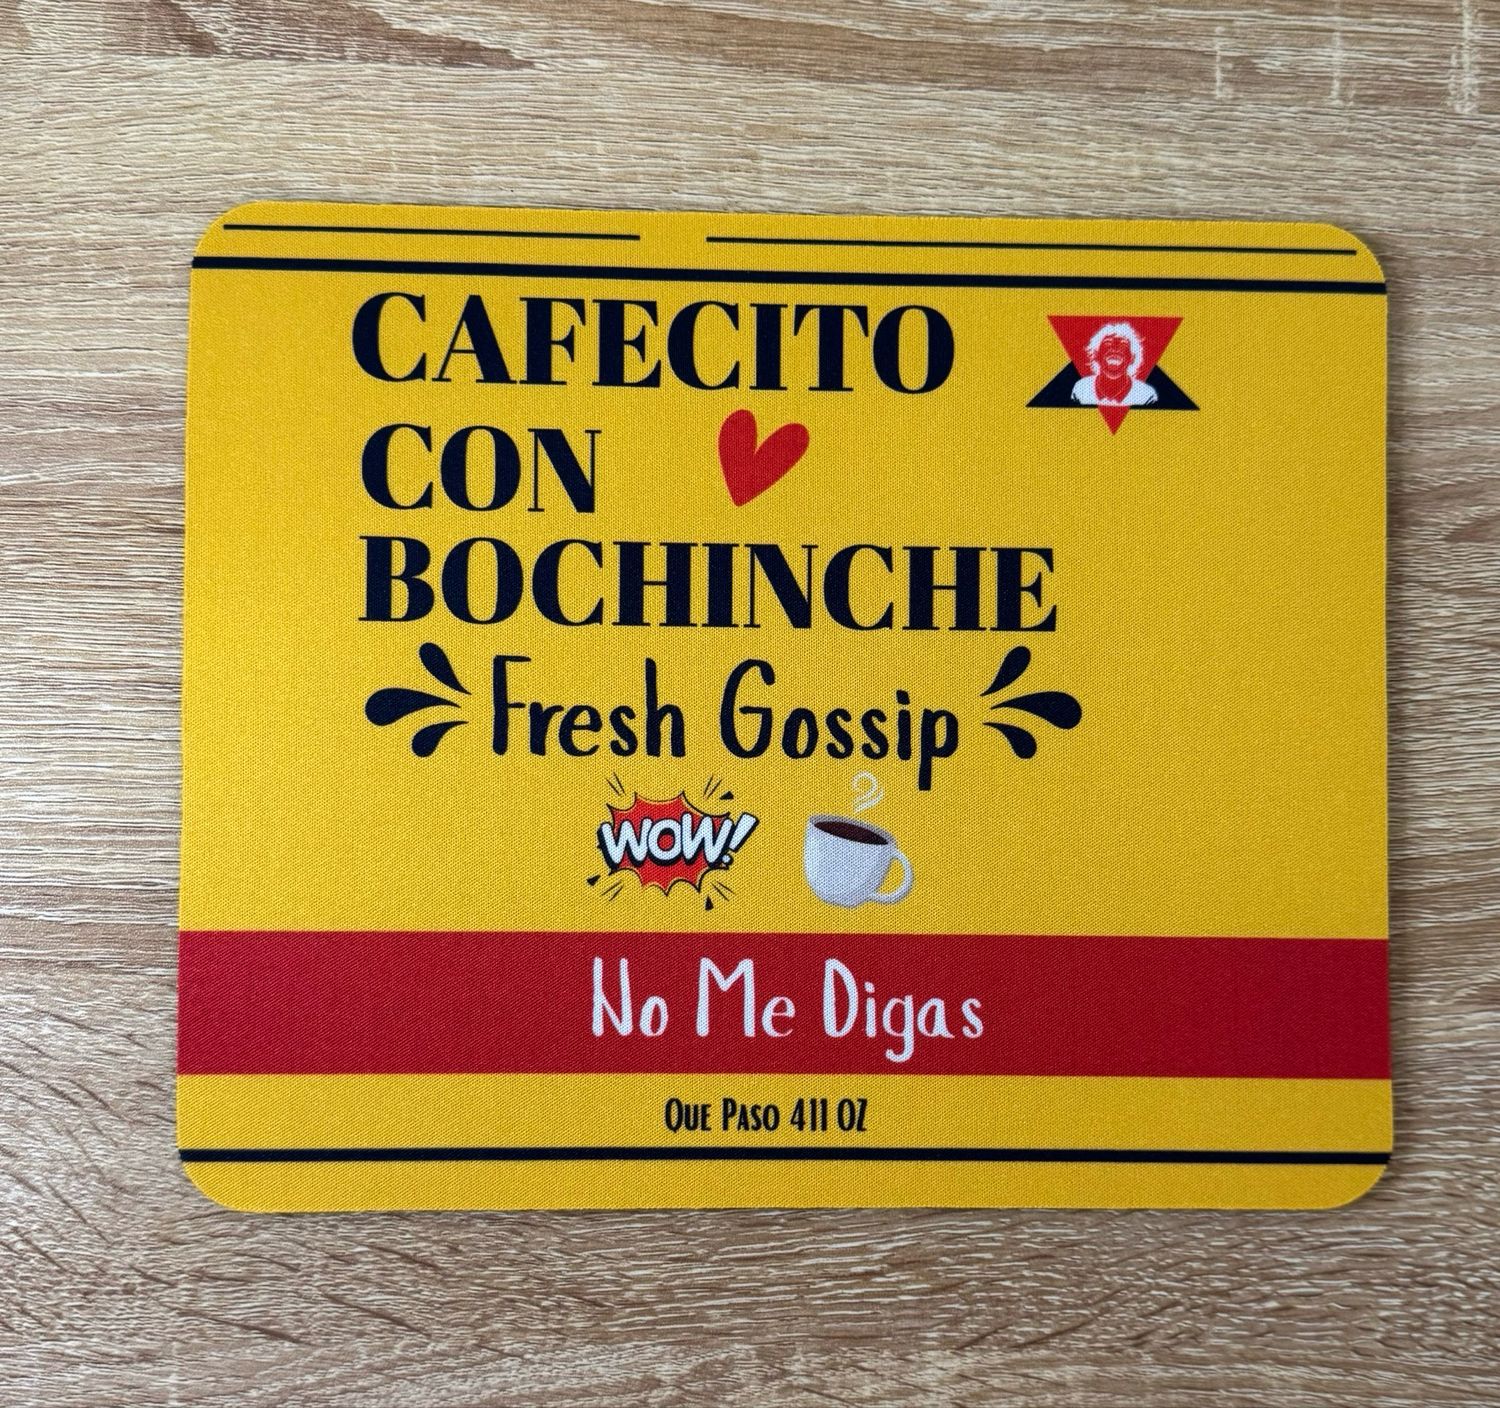 CAFECITO
CON
BOCHINCHE
Fresh Gossip
WOW!
No Me Digas
QUE PASO 411 OZ